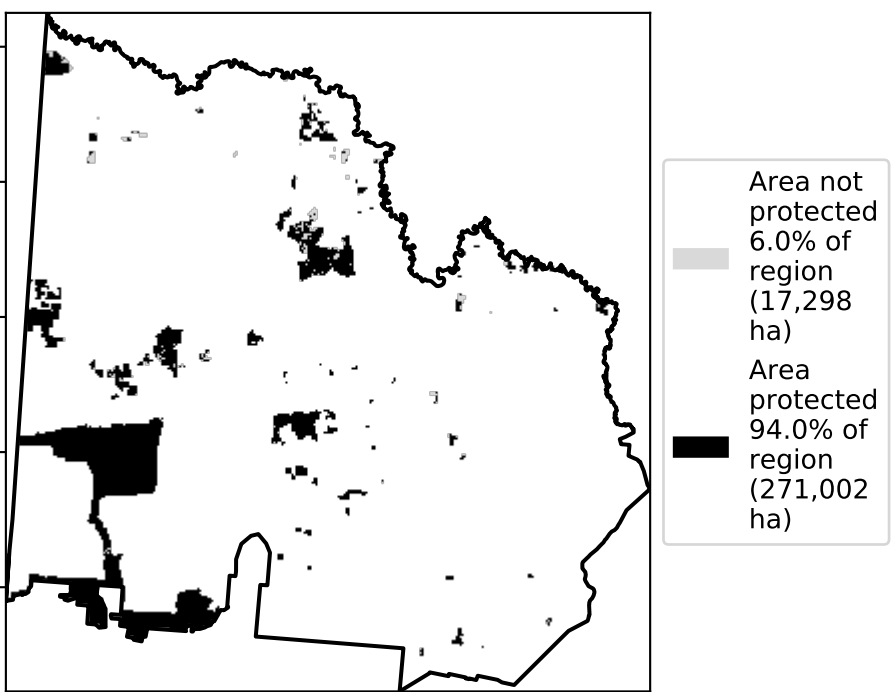 Area not
protected
6.0% of
region
(17,298
ha)
Area
protected
94.0% of
region
(271,002
ha)